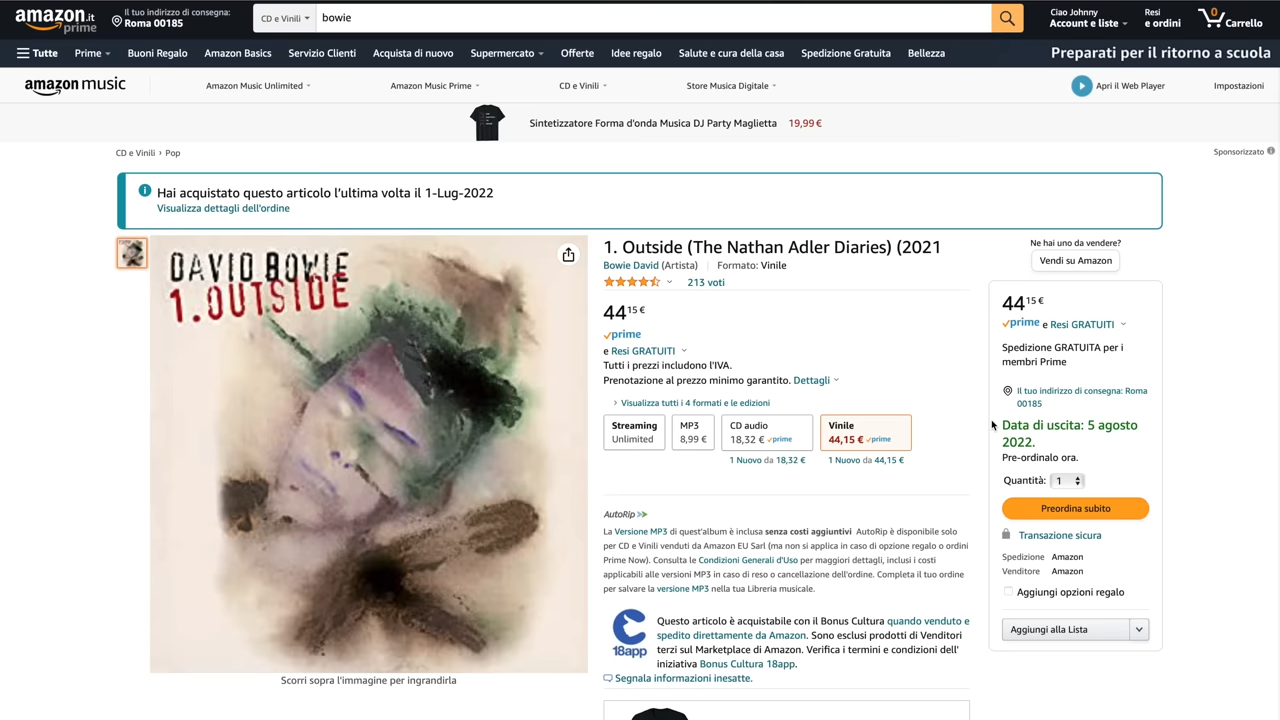 amazon.it
prime
Il tuo indirizzo di consegna:
Roma 00185
CD e Vinili
bowie
Ciao Johnny
Account e liste
Resi
e ordini
0
Carrello
Tutte
Prime
Buoni Regalo
Amazon Basics
Servizio Clienti
Acquista di nuovo
Supermercato
Offerte
Idee regalo
Salute e cura della casa
Spedizione Gratuita
Bellezza
Preparati per il ritorno a scuola
amazon music
Amazon Music Unlimited
Amazon Music Prime
CD e Vinili
Store Musica Digitale
Apri il Web Player
Impostazioni
Sintetizzatore Forma d'onda Musica DJ Party Maglietta 19,99 €
CD e Vinili › Pop
Sponsorizzato
Hai acquistato questo articolo l’ultima volta il 1-Lug-2022
Visualizza dettagli dell'ordine
DAVID BOWIE
1.OUTSIDE
Scorri sopra l'immagine per ingrandirla
1. Outside (The Nathan Adler Diaries) (2021
Bowie David (Artista) | Formato: Vinile
213 voti
44 15 €
prime
e Resi GRATUITI
Tutti i prezzi includono l'IVA.
Prenotazione al prezzo minimo garantito. Dettagli
› Visualizza tutti i 4 formati e le edizioni
Streaming
Unlimited
MP3
8,99 €
CD audio
18,32 € prime
Vinile
44,15 € prime
1 Nuovo da 18,32 €
1 Nuovo da 44,15 €
AutoRip
La Versione MP3 di quest'album è inclusa senza costi aggiuntivi AutoRip è disponibile solo
per CD e Vinili venduti da Amazon EU Sarl (ma non si applica in caso di opzione regalo o ordini
Prime Now). Consulta le Condizioni Generali d'Uso per maggiori dettagli, inclusi i costi
applicabili alle versioni MP3 in caso di reso o cancellazione dell'ordine. Completa il tuo ordine
per salvare la versione MP3 nella tua Libreria musicale.
18app
Questo articolo è acquistabile con il Bonus Cultura quando venduto e
spedito direttamente da Amazon. Sono esclusi prodotti di Venditori
terzi sul Marketplace di Amazon. Verifica i termini e condizioni dell'
iniziativa Bonus Cultura 18app.
Segnala informazioni inesatte.
Ne hai uno da vendere?
Vendi su Amazon
44 15 €
prime e Resi GRATUITI
Spedizione GRATUITA per i
membri Prime
Il tuo indirizzo di consegna: Roma
00185
Data di uscita: 5 agosto
2022.
Pre-ordinalo ora.
Quantità: 1
Preordina subito
Transazione sicura
Spedizione Amazon
Venditore Amazon
Aggiungi opzioni regalo
Aggiungi alla Lista